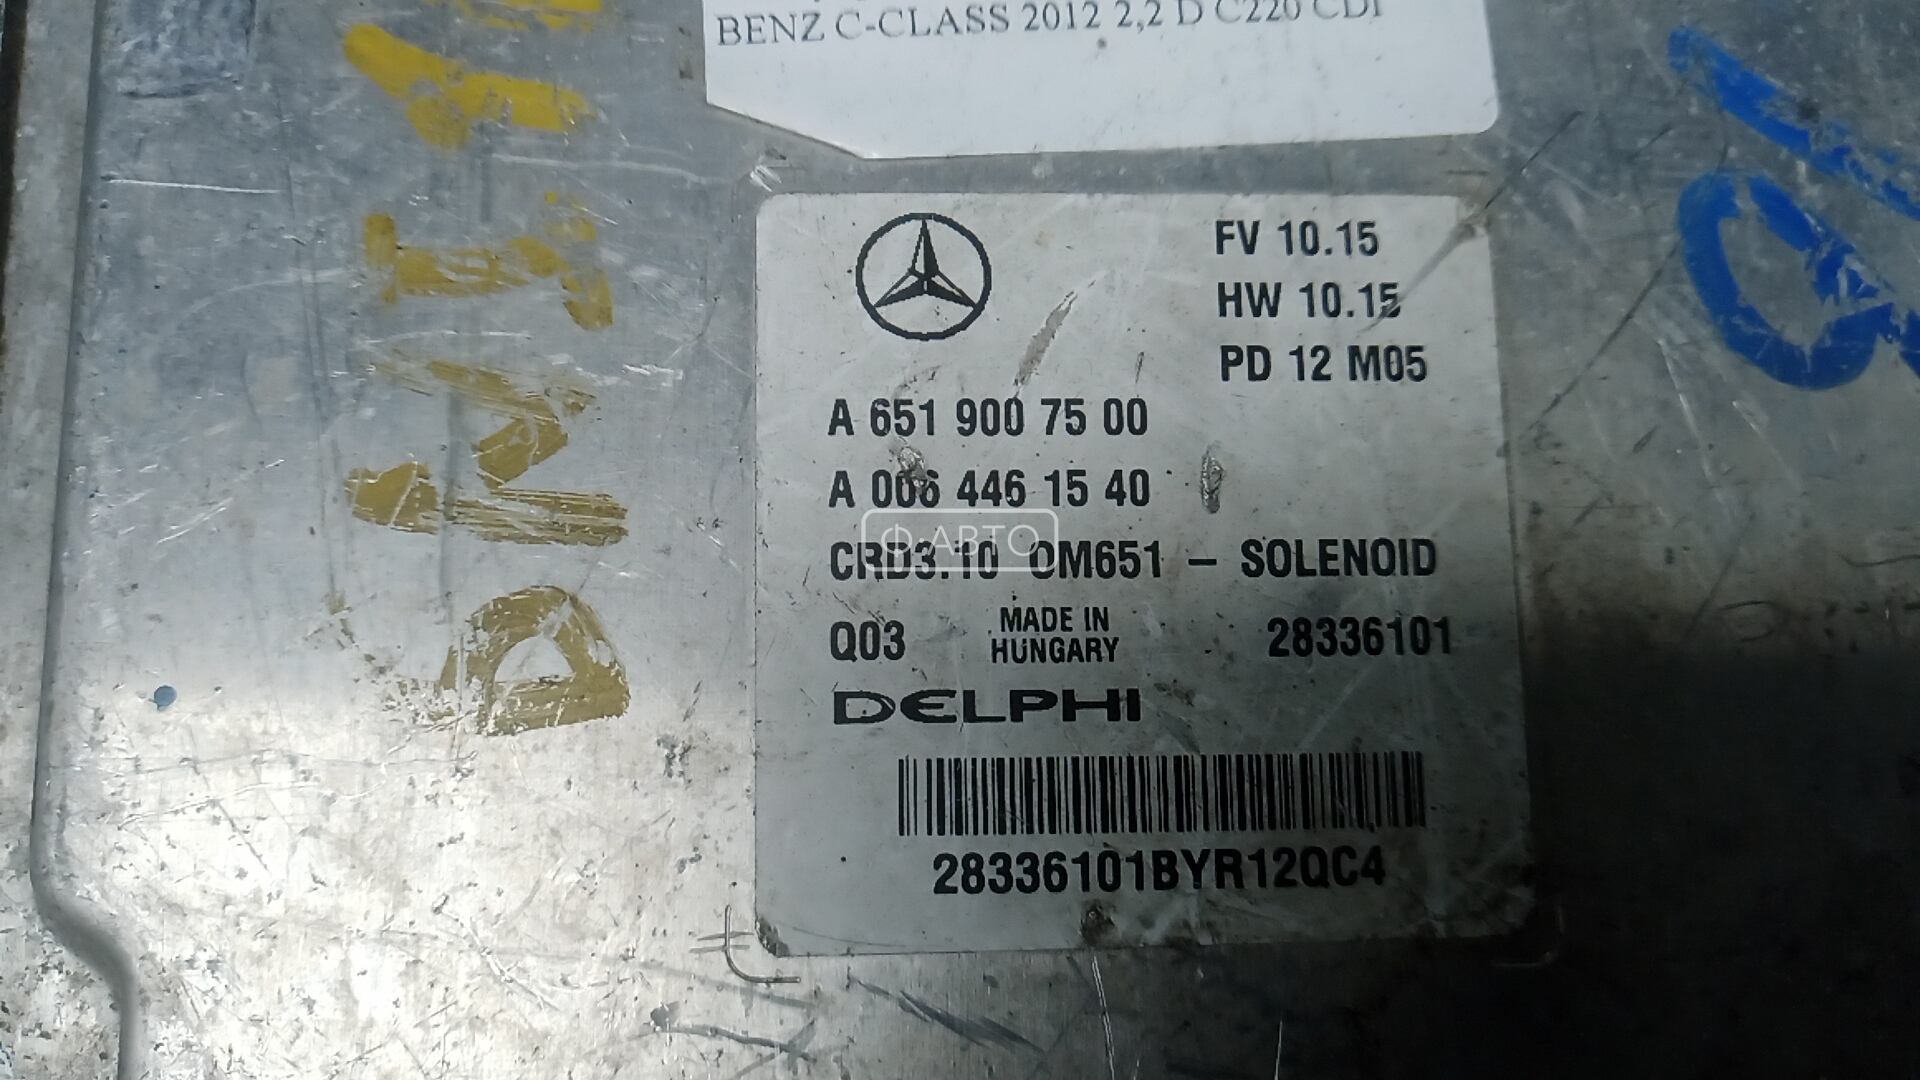 BENZ C-CLASS 2012 2,2 D C220 CDI
FV 10.15
HW 10.15
PD 12 M05
A 651 900 75 00
A 006 446 15 40
CRD3.10 OM651 – SOLENOID
Ф·АВТО
Q03 MADE IN HUNGARY 28336101
DELPHI
28336101BYR12QC4